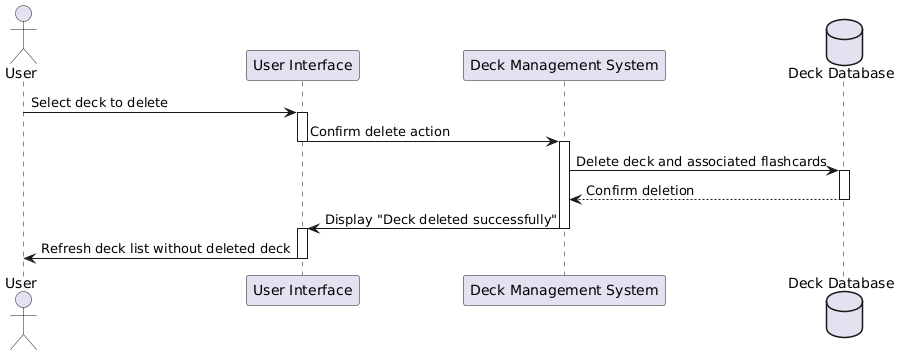 User
User Interface
Deck Management System
Deck Database
Select deck to delete
Confirm delete action
Delete deck and associated flashcards
Confirm deletion
Display "Deck deleted successfully"
Refresh deck list without deleted deck
User
User Interface
Deck Management System
Deck Database